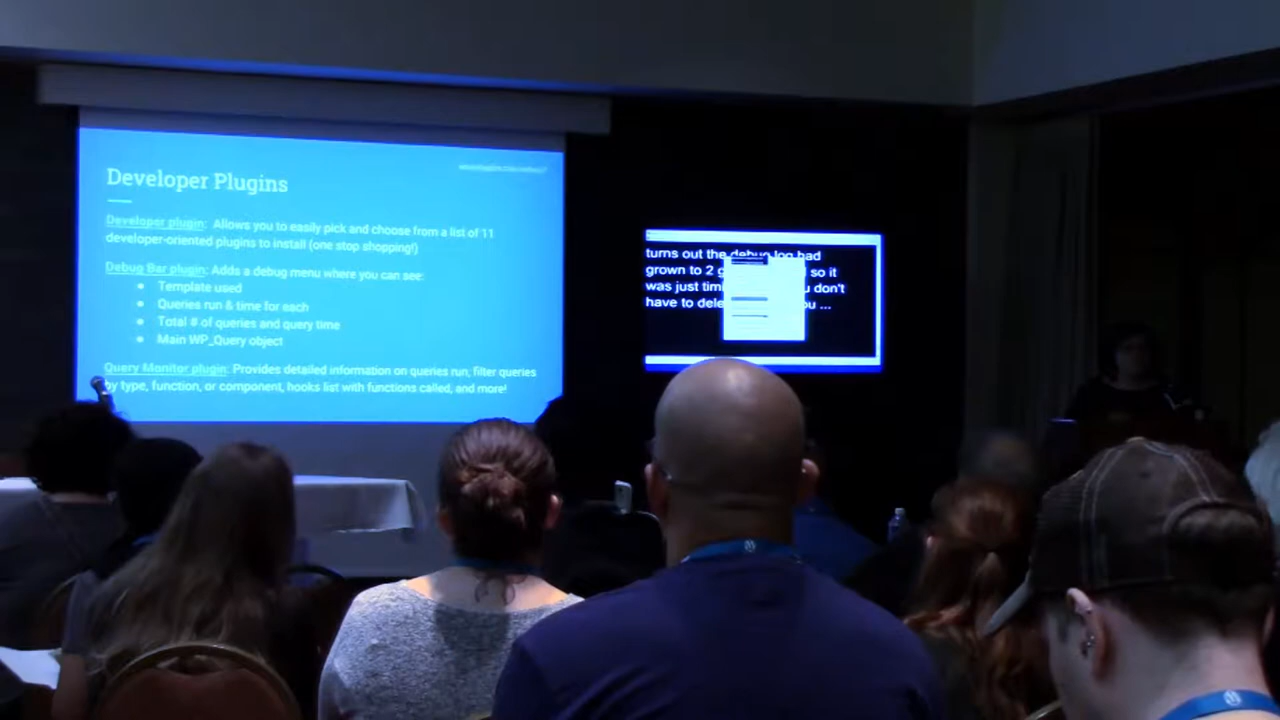 Developer Plugins
Developer plugin: Allows you to easily pick and choose from a list of 11
developer-oriented plugins to install (one stop shopping!)
Debug Bar plugin: Adds a debug menu where you can see:
● Template used
● Queries run & time for each
● Total # of queries and query time
● Main WP_Query object
Query Monitor plugin: Provides detailed information on queries run, filter queries
by type, function, or component, hooks list with functions called, and more!
turns out the debug log had
grown to 2 so it
was just don't
have to